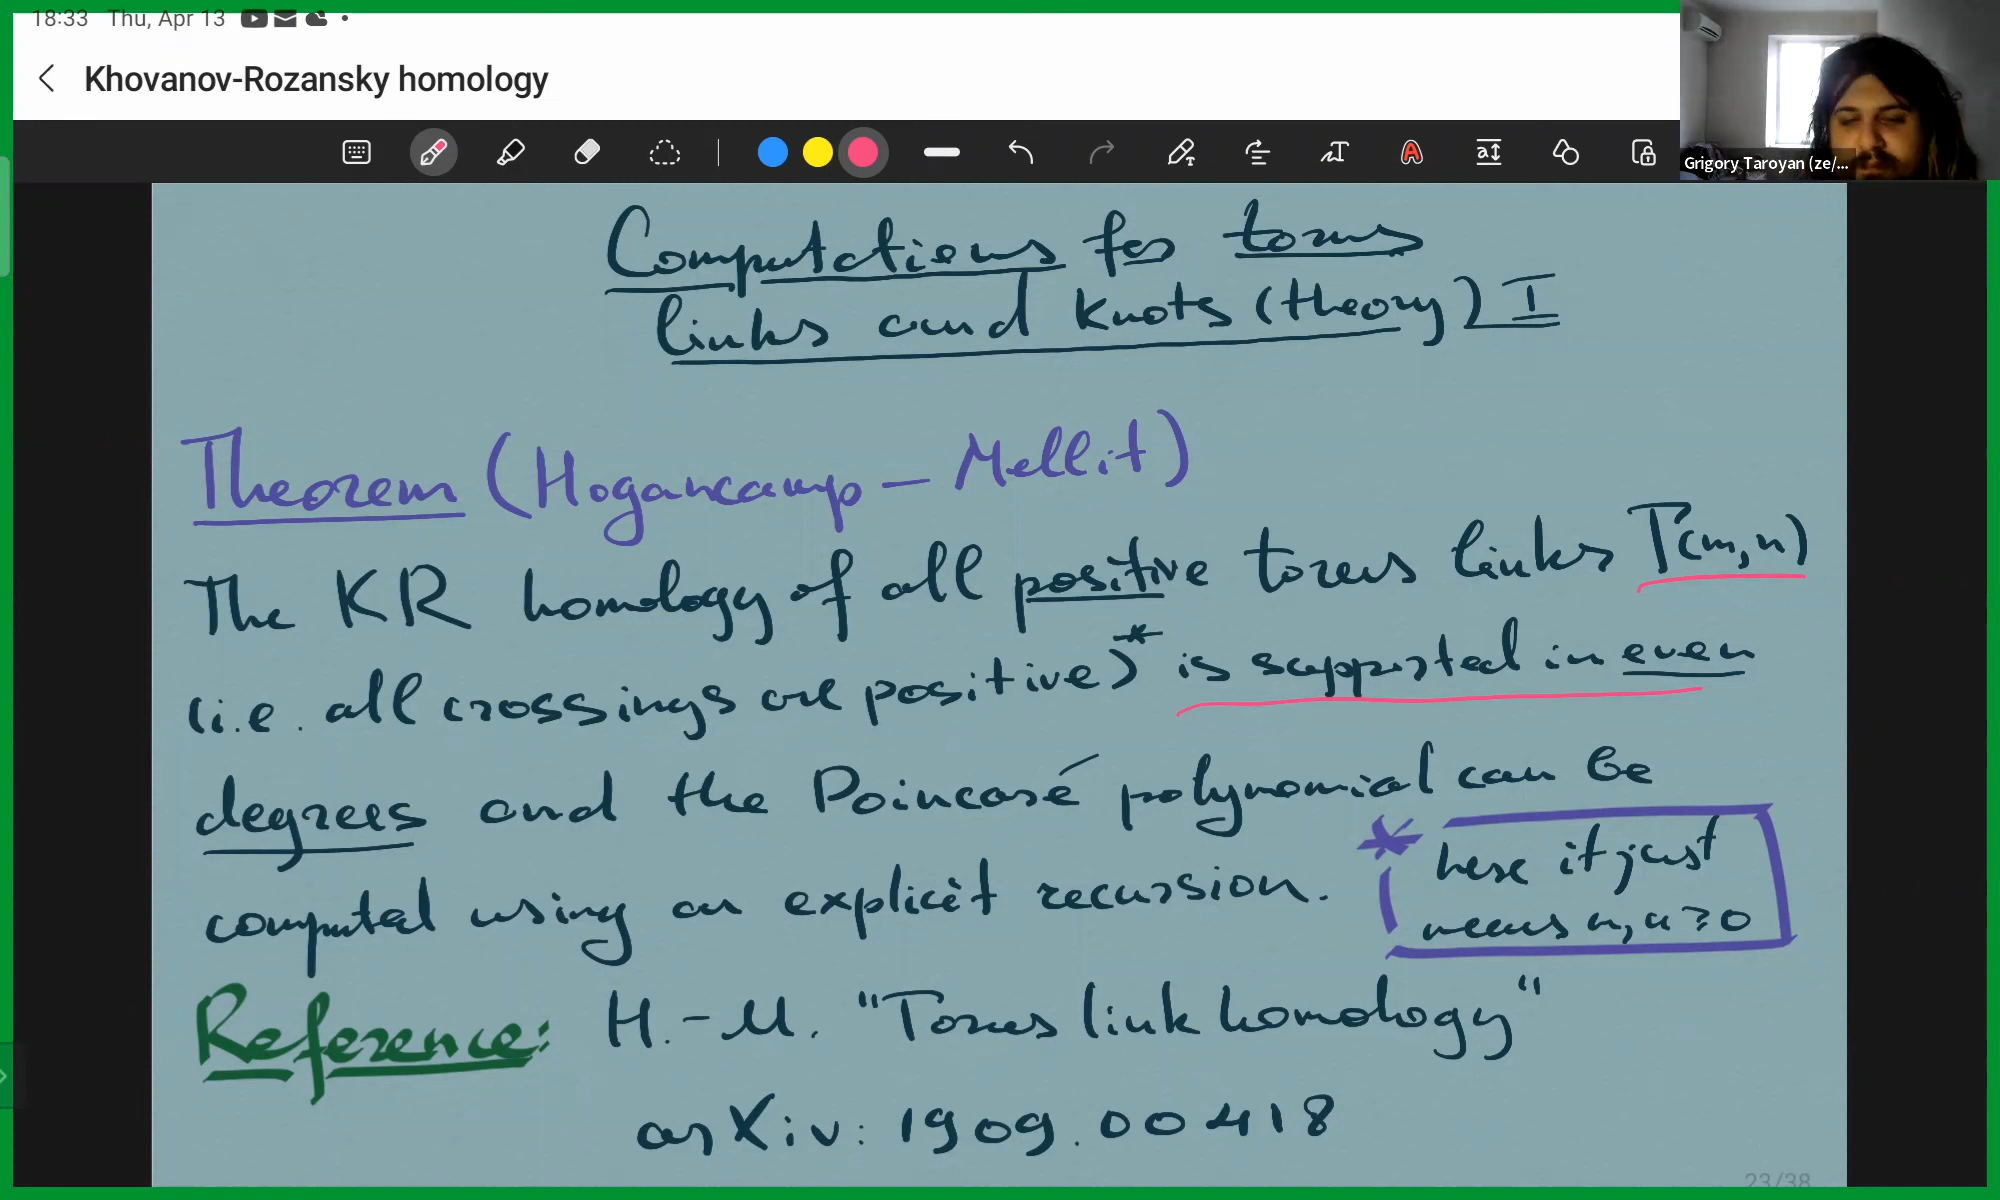 18:33 Thu, Apr 13
Khovanov-Rozansky homology
Grigory Taroyan (ze/...
Computations for torus
links and knots (theory) I
Theorem (Hogancamp - Mellit)
The KR homology of all positive torus links T(m,n)
(i.e. all crossings are positive)* is supported in even
degrees and the Poincaré polynomial can be
computed using an explicit recursion.
* here it just
means m, n ≥ 0
Reference: H.-M. "Torus link homology"
arXiv: 1909.00418
23/38